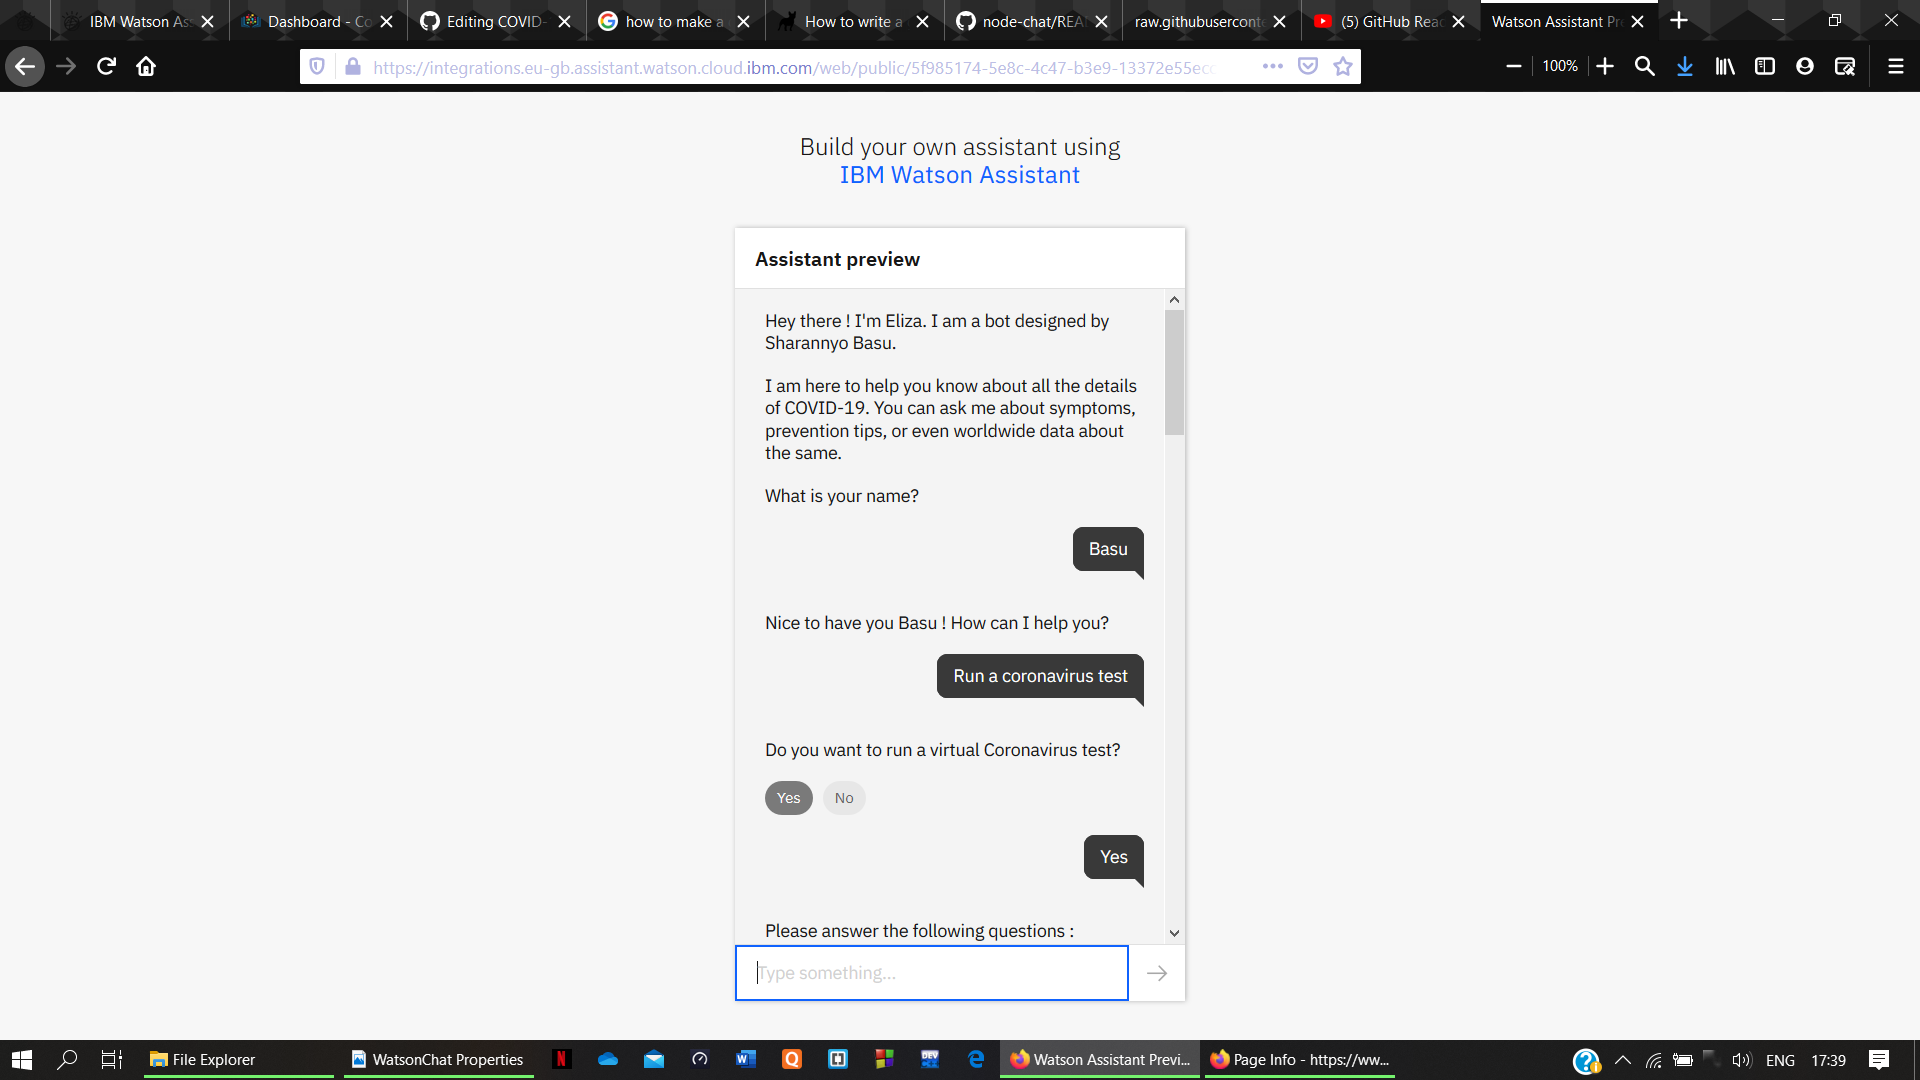 IBM Watson Ass
Dashboard - Co
Editing COVID-
how to make a
How to write a
node-chat/REA
raw.githubuserconte
(5) GitHub Read
Watson Assistant Pr
https://integrations.eu-gb.assistant.watson.cloud.ibm.com/web/public/5f985174-5e8c-4c47-b3e9-13372e55ecc
100%
Build your own assistant using
IBM Watson Assistant
Assistant preview
Hey there ! I'm Eliza. I am a bot designed by
Sharannyo Basu.
I am here to help you know about all the details
of COVID-19. You can ask me about symptoms,
prevention tips, or even worldwide data about
the same.
What is your name?
Basu
Nice to have you Basu ! How can I help you?
Run a coronavirus test
Do you want to run a virtual Coronavirus test?
Yes No
Yes
Please answer the following questions :
Type something...
File Explorer
WatsonChat Properties
Watson Assistant Previ...
Page Info - https://ww...
ENG
17:39